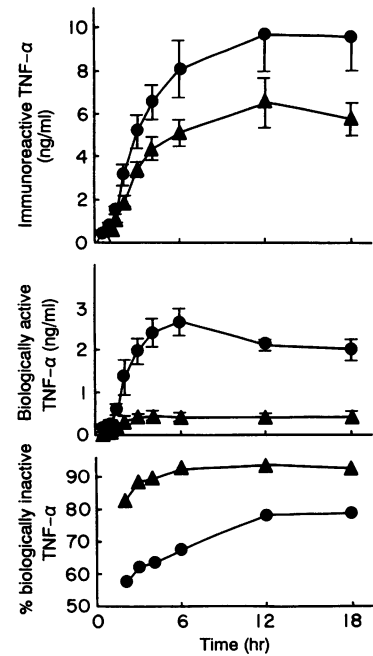 Immunoreactive TNF-α
(ng/ml)
10
8
6
4
2
0
Biologically active
TNF-α (ng/ml)
3
2
1
0
% biologically inactive
TNF-α
90
80
70
60
50
0
6
12
18
Time (hr)